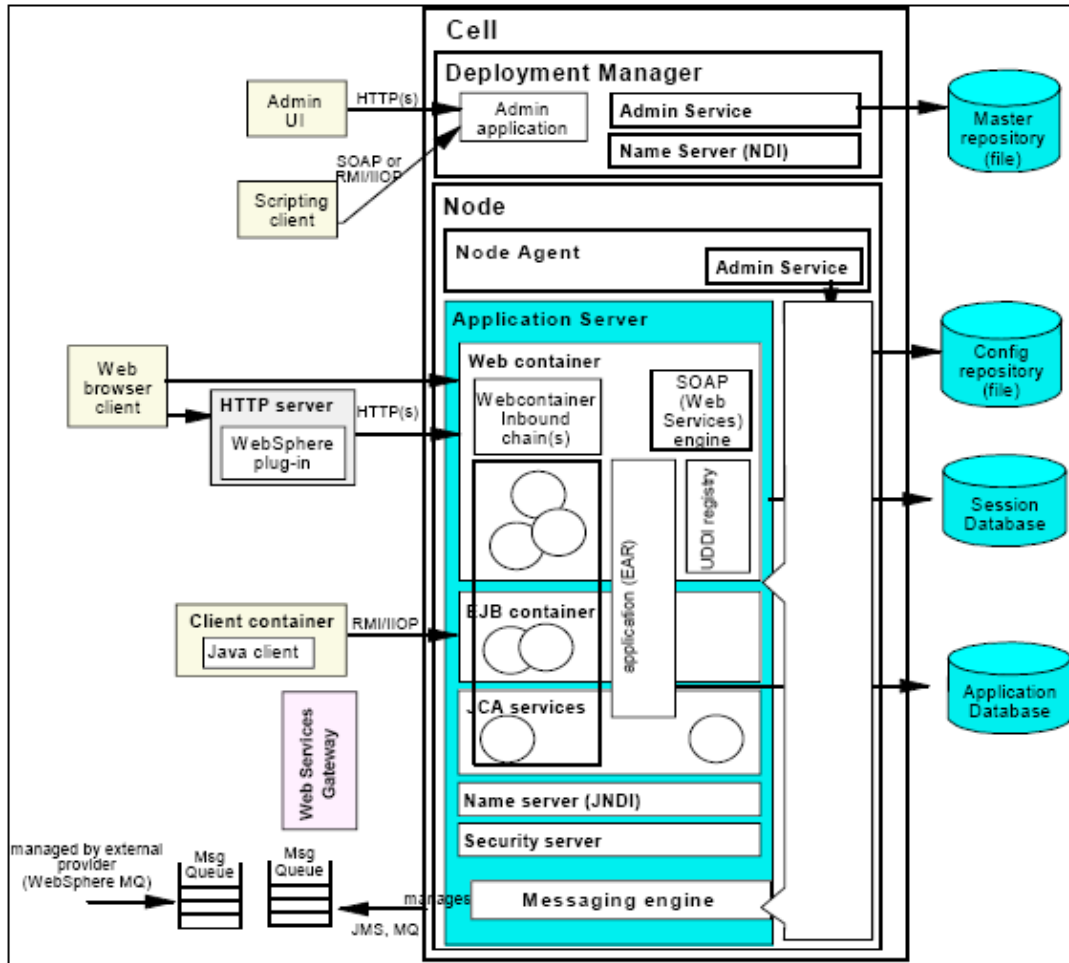 Cell
Deployment Manager
Admin
UI
HTTP(s)
Admin
application
Admin Service
Name Server (NDI)
Master
repository
(file)
SOAP or
RMI/IIOP
Scripting
client
Node
Node Agent
Admin Service
Application Server
Web container
Webcontainer
Inbound
chain(s)
SOAP
(Web
Services)
engine
Config
repository
(file)
Web
browser
client
HTTP server
WebSphere
plug-in
HTTP(s)
UDDI registry
application (EAR)
Session
Database
Client container
Java client
RMI/IIOP
EJB container
JCA services
Application
Database
Web Services
Gateway
Name server (JNDI)
Security server
managed by external
provider
(WebSphere MQ)
Msg
Queue
Msg
Queue
manages
JMS, MQ
Messaging engine